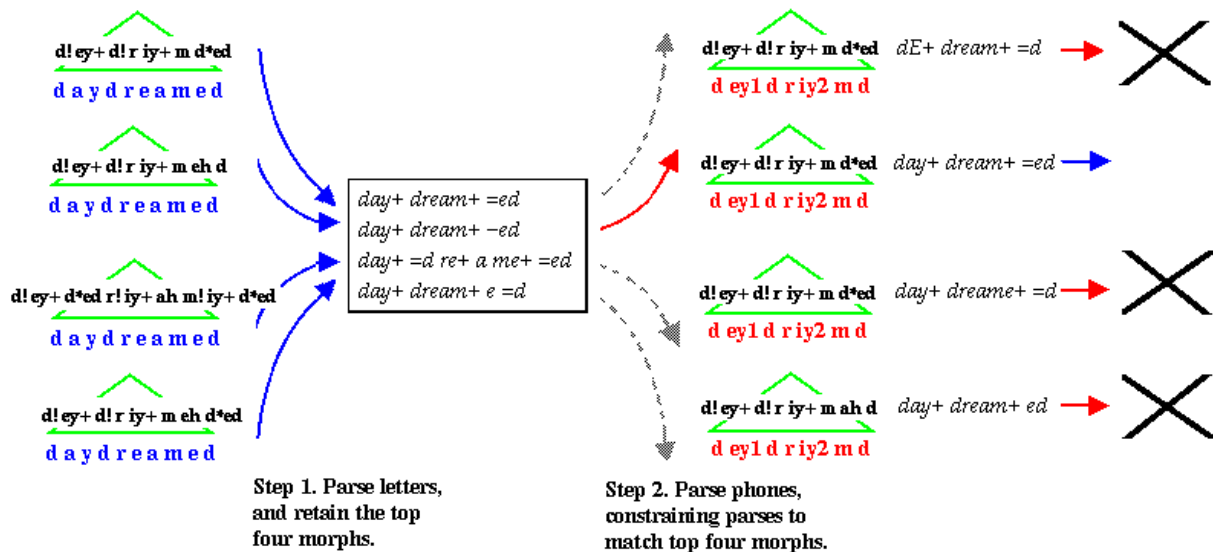 d! ey+ d! r iy+ m d*ed
d a y d r e a m e d
d! ey+ d! r iy+ m eh d
d a y d r e a m e d
d! ey+ d*ed r! iy+ ah m! iy+ d*ed
d a y d r e a m e d
d! ey+ d! r iy+ m eh d*ed
d a y d r e a m e d
day+ dream+ =ed
day+ dream+ −ed
day+ =d re+ a me+ =ed
day+ dream+ e =d
Step 1. Parse letters,
and retain the top
four morphs.
d! ey+ d! r iy+ m d*ed dE+ dream+ =d
d ey1 d r iy2 m d
d! ey+ d! r iy+ m d*ed day+ dream+ =ed
d ey1 d r iy2 m d
d! ey+ d! r iy+ m d*ed day+ dreame+ =d
d ey1 d r iy2 m d
d! ey+ d! r iy+ m ah d day+ dream+ ed
d ey1 d r iy2 m d
Step 2. Parse phones,
constraining parses to
match top four morphs.